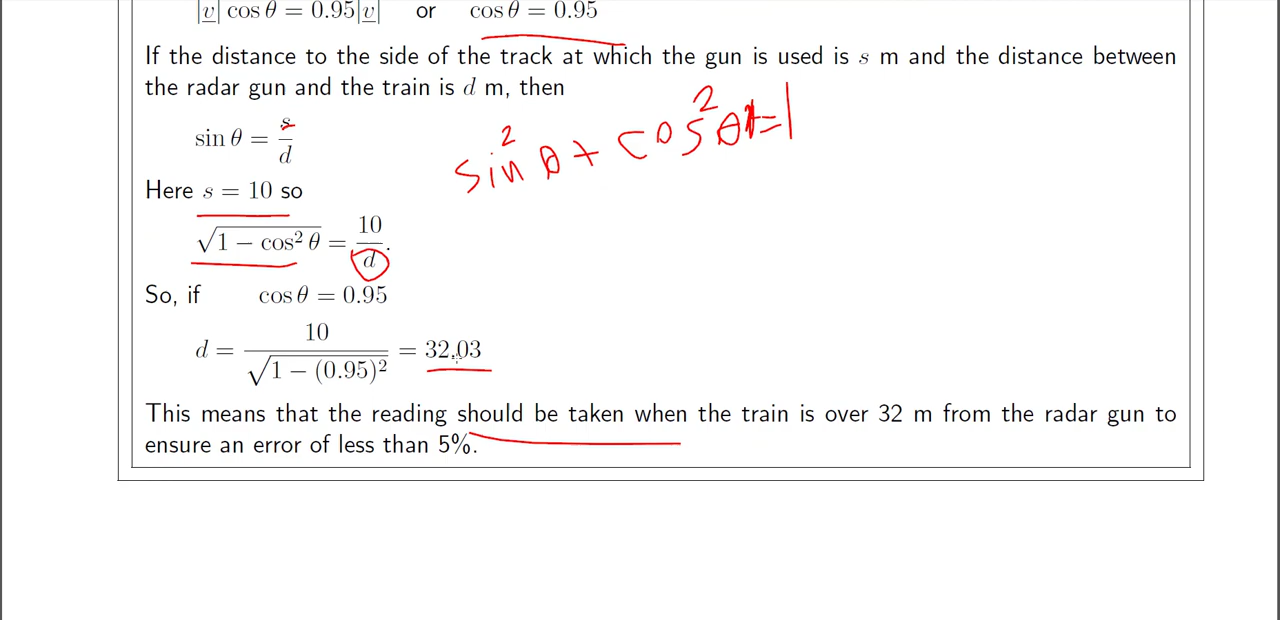 |v| cos θ = 0.95|v| or cos θ = 0.95
If the distance to the side of the track at which the gun is used is s m and the distance between
the radar gun and the train is d m, then
sin θ = s/d
sin²θ + cos²θ = 1
Here s = 10 so
√(1 − cos² θ) = 10/d.
So, if cos θ = 0.95
d = 10/√(1 − (0.95)²) = 32.03
This means that the reading should be taken when the train is over 32 m from the radar gun to
ensure an error of less than 5%.